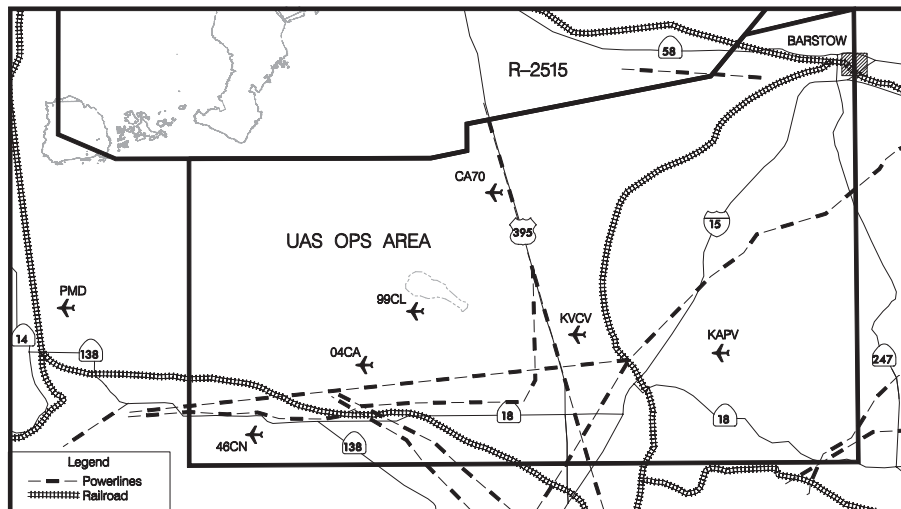 BARSTOW
58
R-2515
CA70
395
15
UAS OPS AREA
PMD
99CL
KVCV
KAPV
14
138
04CA
247
18
18
46CN
138
Legend
Powerlines
Railroad